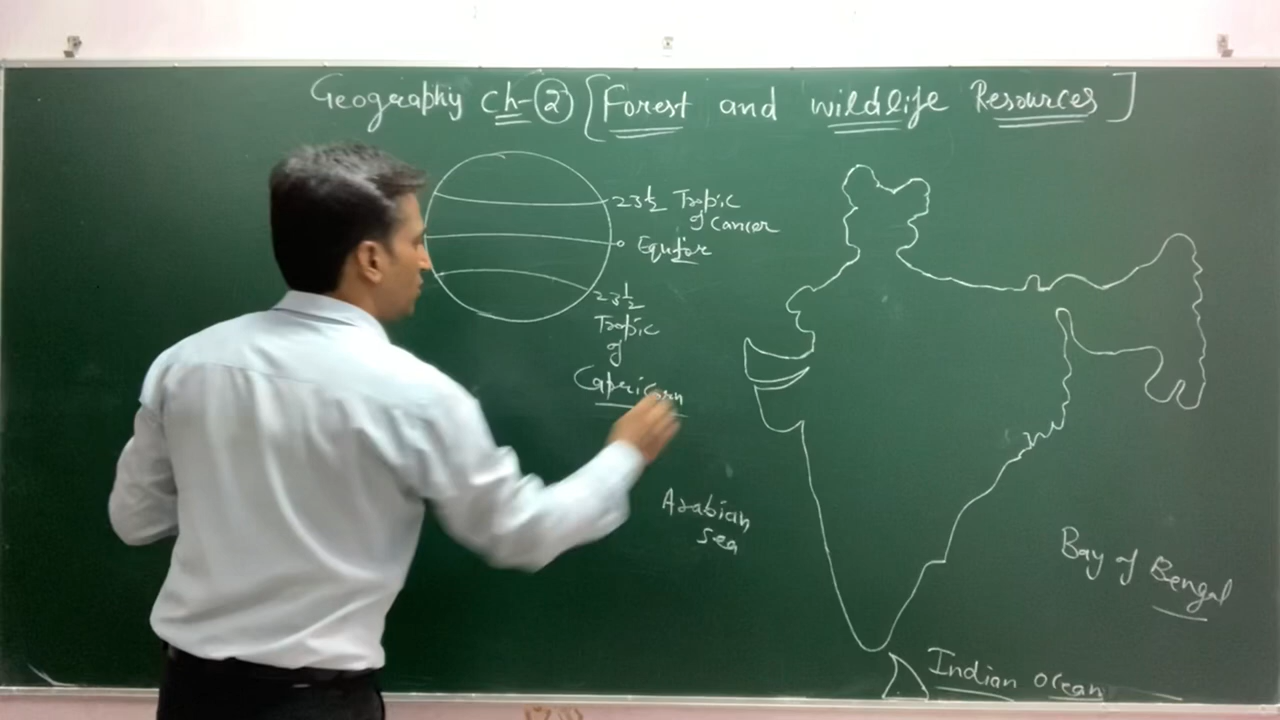 Geography Ch-2 [Forest and wildlife Resources]
23½ Tropic
of Cancer
0 Equator
23½
Tropic
of
Capricorn
Arabian
Sea
Bay of Bengal
Indian Ocean